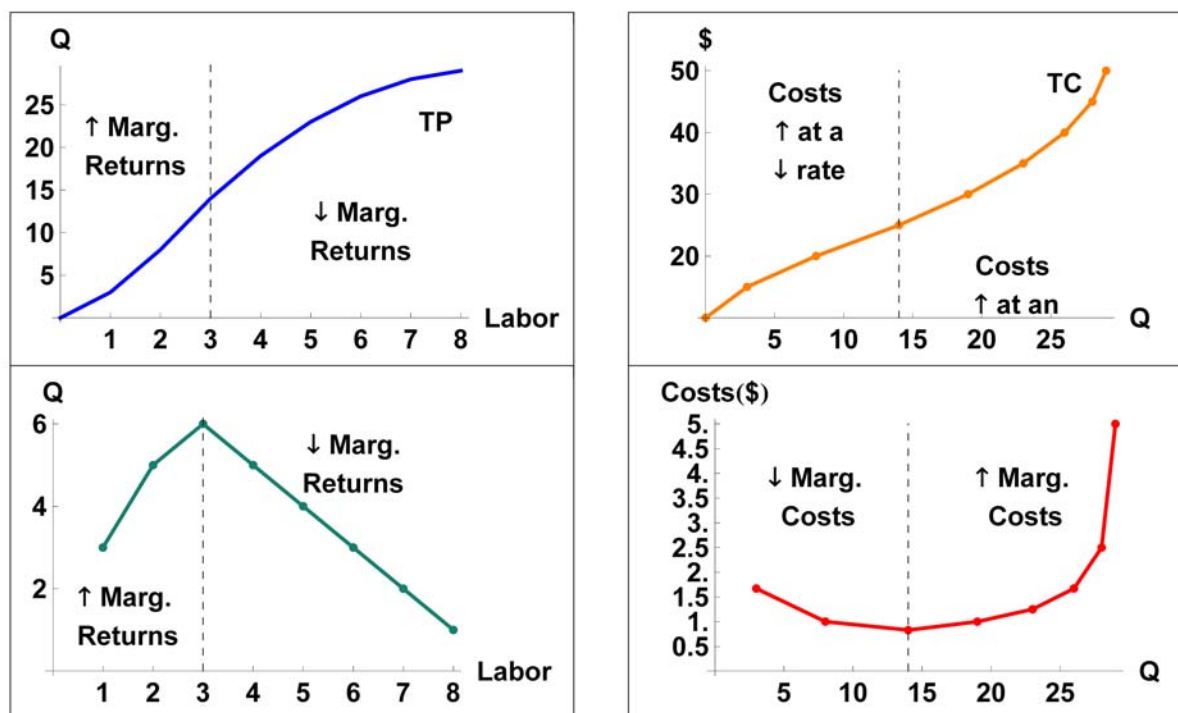 Q
25
20
15
10
5
↑ Marg.
Returns
TP
↓ Marg.
Returns
1 2 3 4 5 6 7 8
Labor
$
50
40
30
20
Costs
↑ at a
↓ rate
TC
Costs
↑ at an
5 10 15 20 25
Q
Q
6
4
2
↓ Marg.
Returns
↑ Marg.
Returns
1 2 3 4 5 6 7 8
Labor
Costs($)
5.
4.5
4.
3.5
3.
2.5
2.
1.5
1.
0.5
↓ Marg.
Costs
↑ Marg.
Costs
5 10 15 20 25
Q